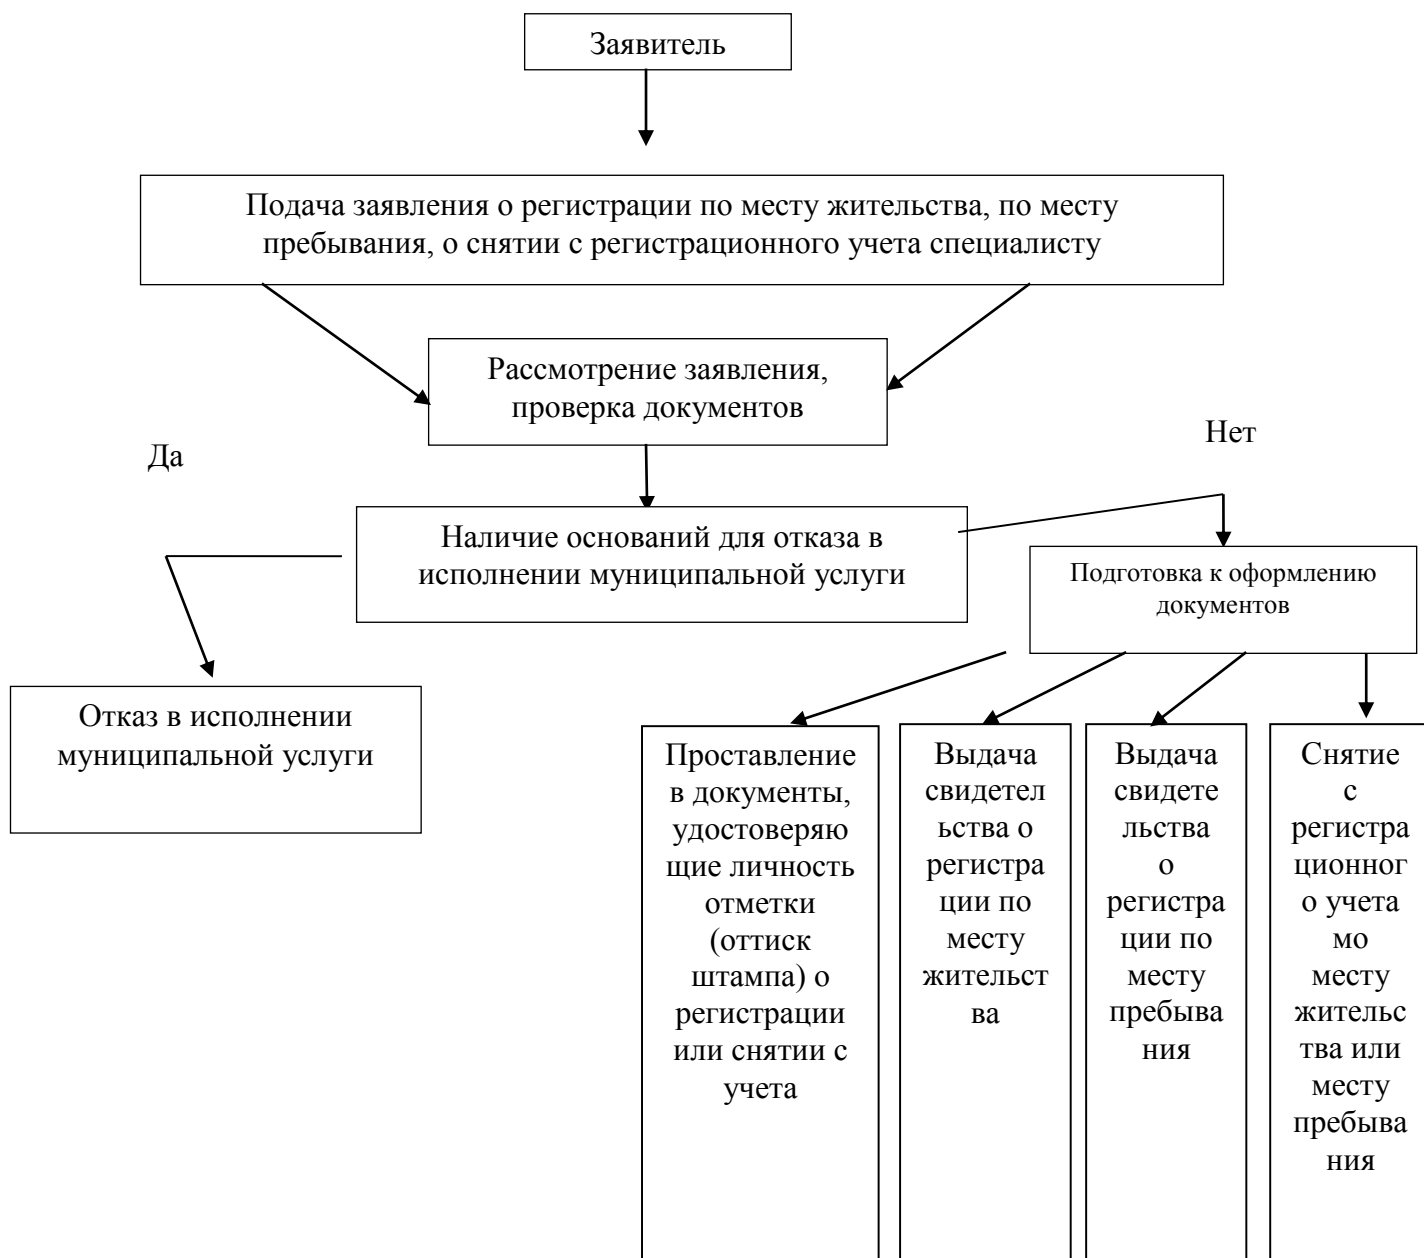 Заявитель
Подача заявления о регистрации по месту жительства, по месту
пребывания, о снятии с регистрационного учета специалисту
Рассмотрение заявления,
проверка документов
Да
Нет
Наличие оснований для отказа в
исполнении муниципальной услуги
Подготовка к оформлению
документов
Отказ в исполнении
муниципальной услуги
Проставление
в документы,
удостоверяю
щие личность
отметки
(оттиск
штампа) о
регистрации
или снятии с
учета
Выдача
свидетел
ьства о
регистра
ции по
месту
жительст
ва
Выдача
свидете
льства
о
регистра
ции по
месту
пребыва
ния
Снятие
с
регистра
ционног
о учета
мо
месту
жительс
тва или
месту
пребыва
ния